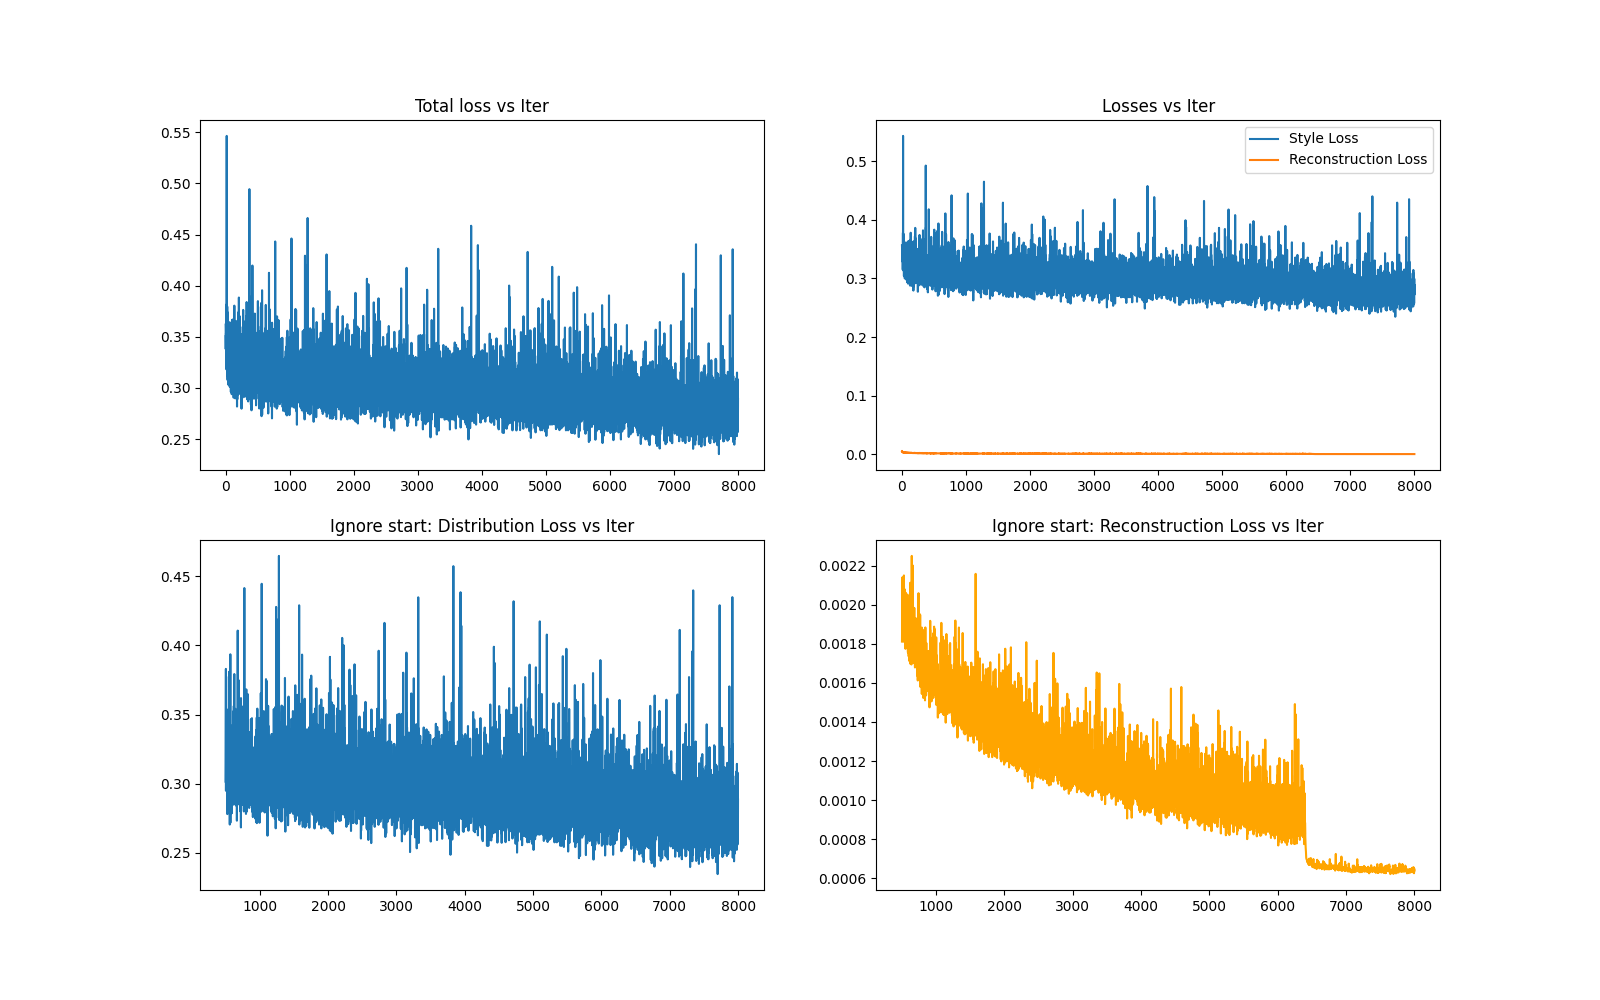 Total loss vs Iter
0.55
0.50
0.45
0.40
0.35
0.30
0.25
0 1000 2000 3000 4000 5000 6000 7000 8000
Losses vs Iter
Style Loss
Reconstruction Loss
0.5
0.4
0.3
0.2
0.1
0.0
0 1000 2000 3000 4000 5000 6000 7000 8000
Ignore start: Distribution Loss vs Iter
0.45
0.40
0.35
0.30
0.25
1000 2000 3000 4000 5000 6000 7000 8000
Ignore start: Reconstruction Loss vs Iter
0.0022
0.0020
0.0018
0.0016
0.0014
0.0012
0.0010
0.0008
0.0006
1000 2000 3000 4000 5000 6000 7000 8000